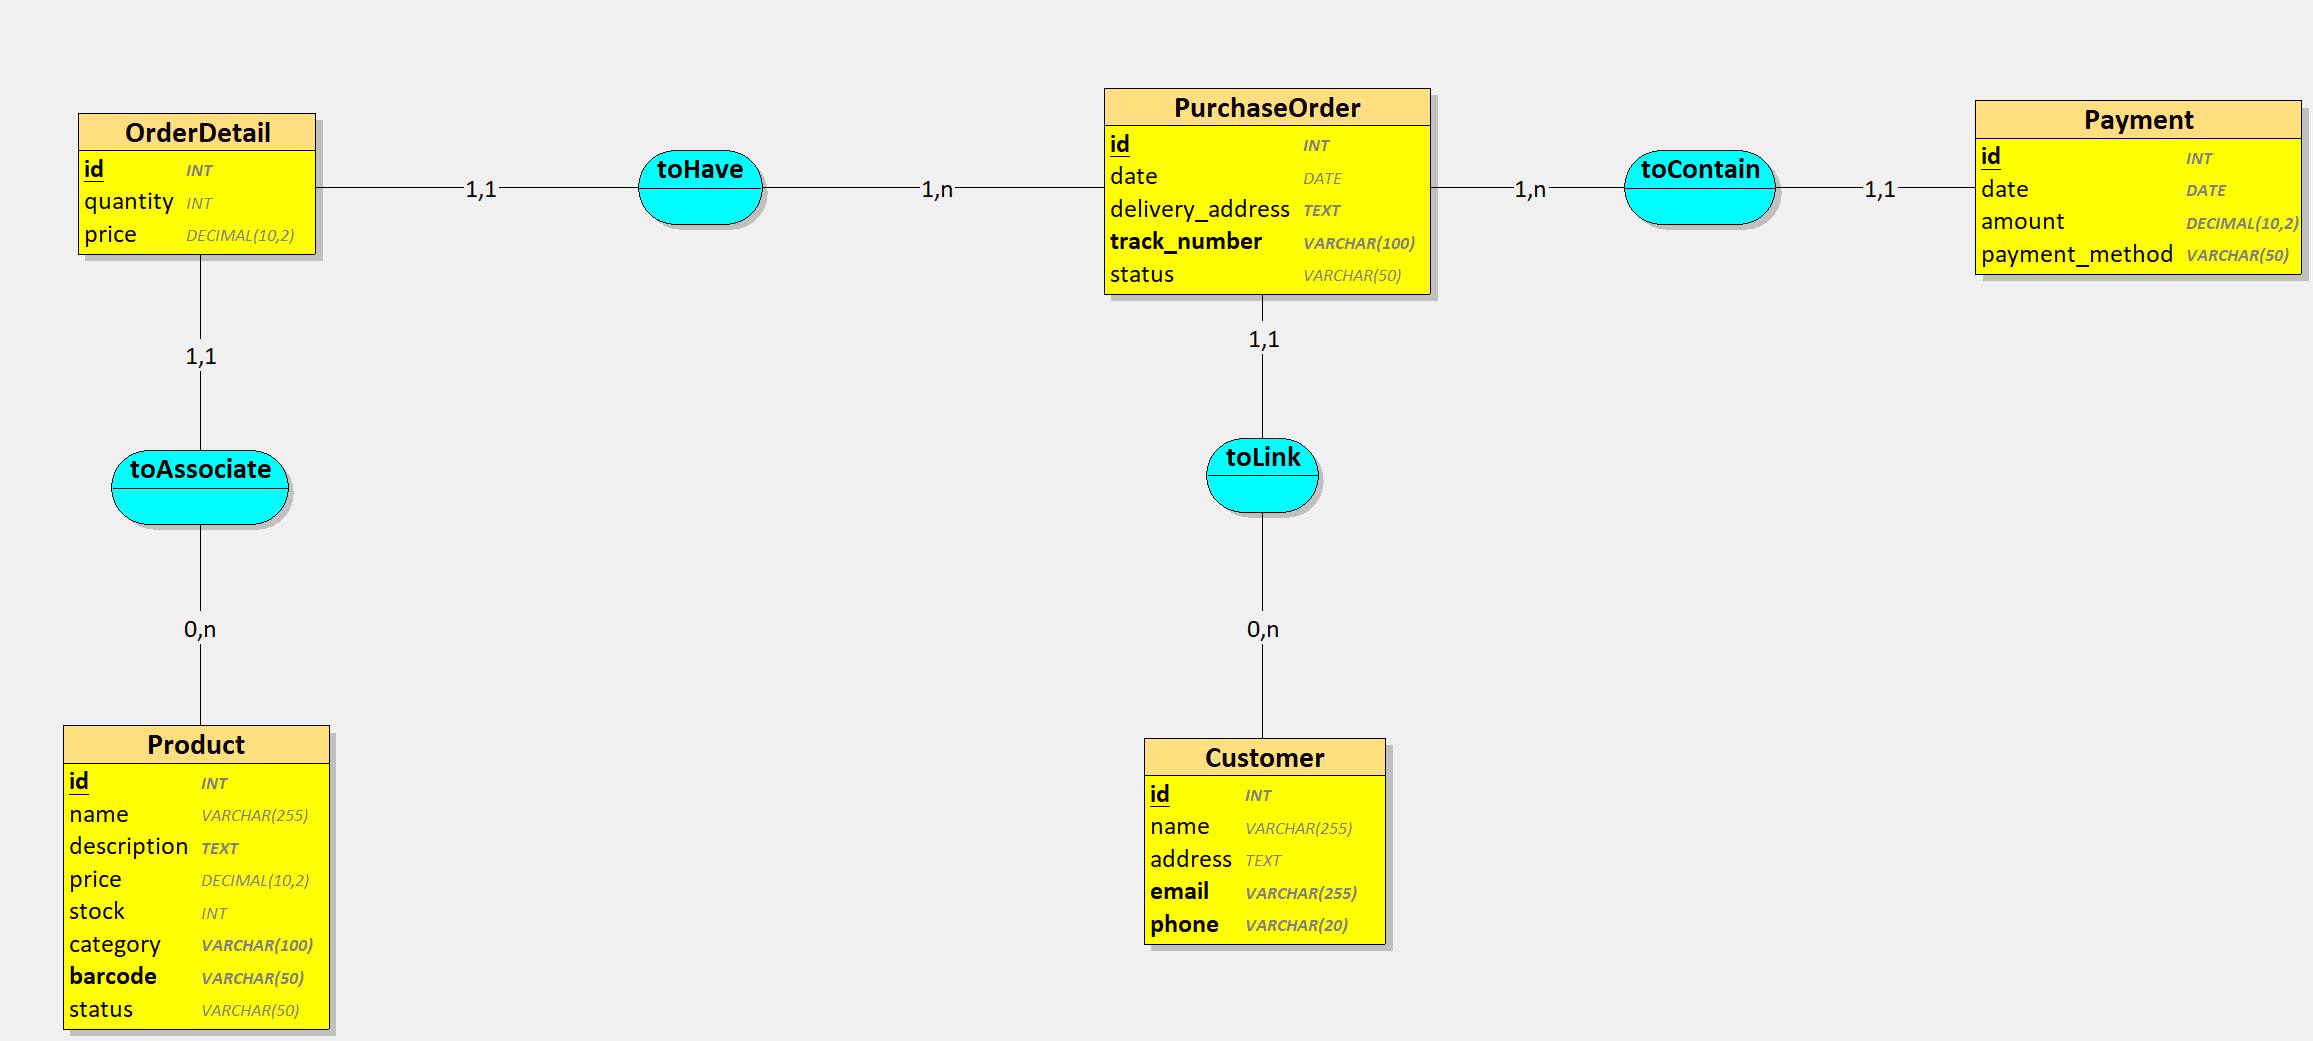 OrderDetail
id INT
quantity INT
price DECIMAL(10,2)
1,1
toHave
1,n
PurchaseOrder
id INT
date DATE
delivery_address TEXT
track_number VARCHAR(100)
status VARCHAR(50)
1,n
toContain
1,1
Payment
id INT
date DATE
amount DECIMAL(10,2)
payment_method VARCHAR(50)
1,1
toAssociate
0,n
Product
id INT
name VARCHAR(255)
description TEXT
price DECIMAL(10,2)
stock INT
category VARCHAR(100)
barcode VARCHAR(50)
status VARCHAR(50)
1,1
toLink
0,n
Customer
id INT
name VARCHAR(255)
address TEXT
email VARCHAR(255)
phone VARCHAR(20)